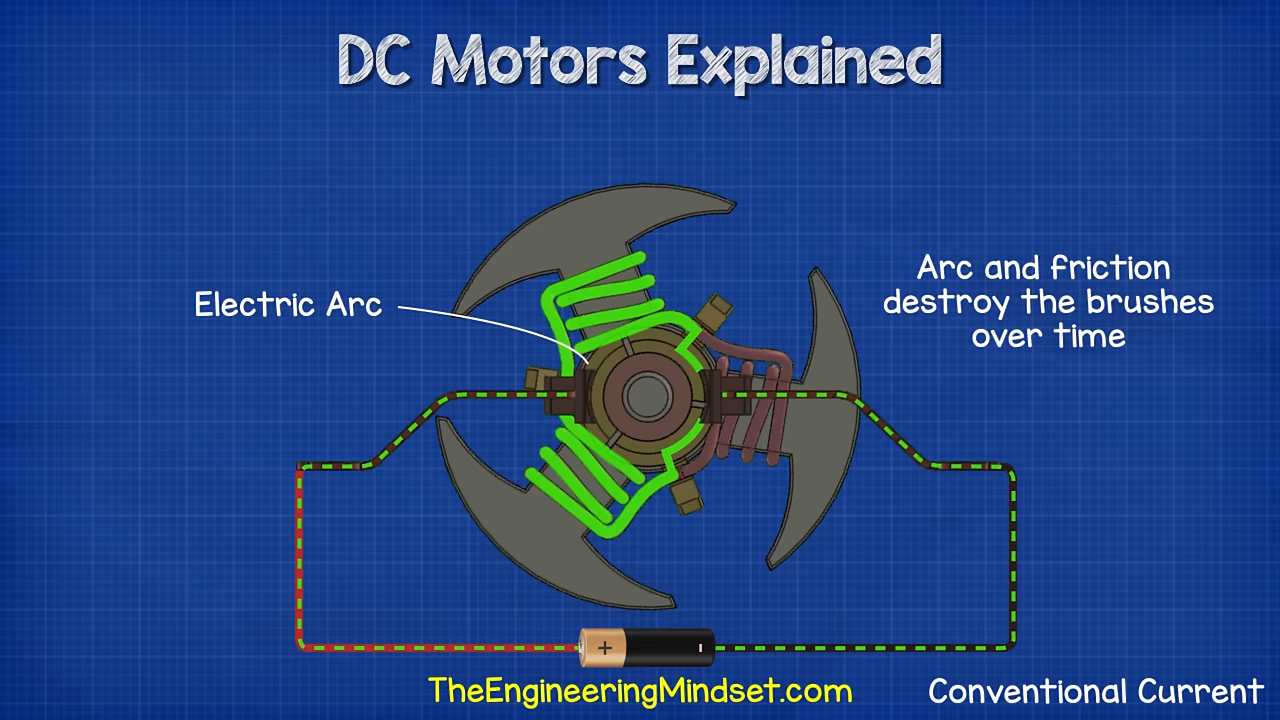 DC Motors Explained
Electric Arc
Arc and friction
destroy the brushes
over time
+
-
TheEngineeringMindset.com
Conventional Current